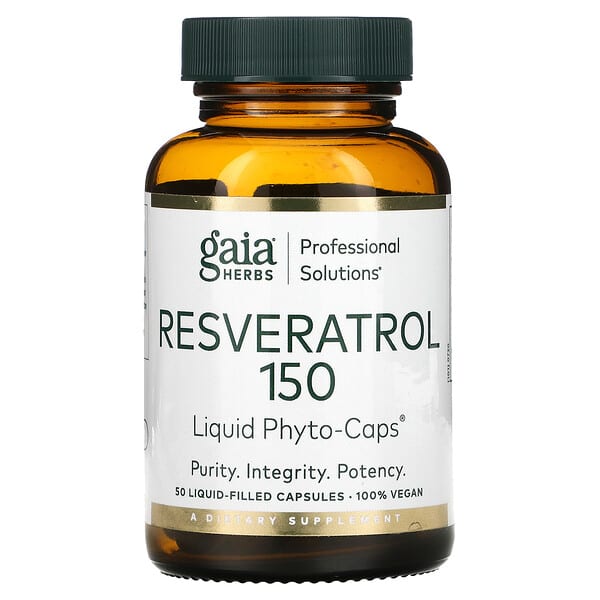 gaia®
HERBS
Professional
Solutions®
RESVERATROL
150
Liquid Phyto-Caps®
Purity. Integrity. Potency.
50 LIQUID-FILLED CAPSULES • 100% VEGAN
A DIETARY SUPPLEMENT